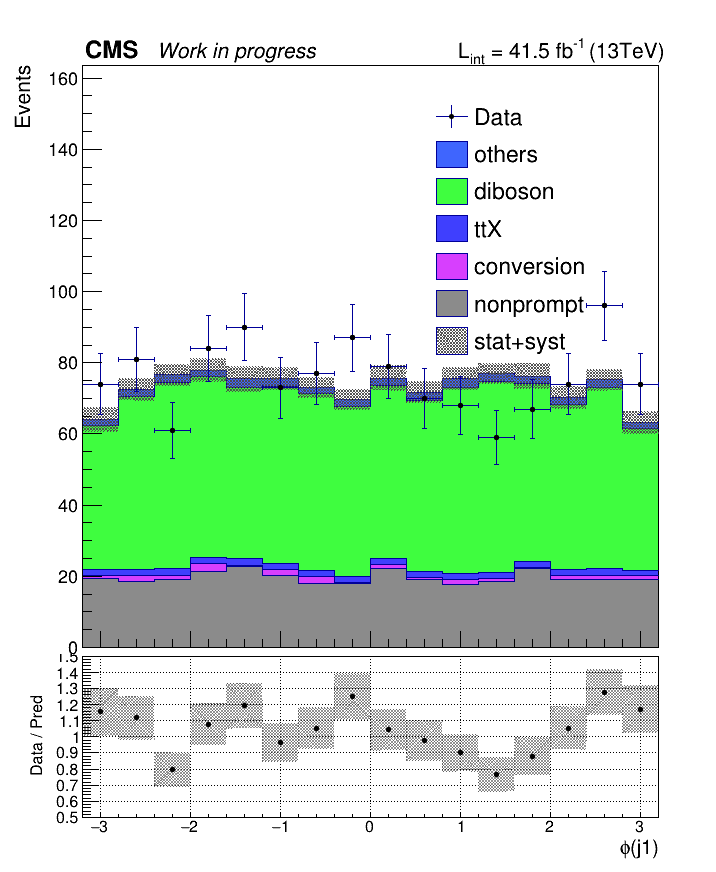 CMS Work in progress L_int = 41.5 fb^-1 (13TeV)
Events
160
140
120
100
80
60
40
20
0
Data
others
diboson
ttX
conversion
nonprompt
stat+syst
Data / Pred
1.5
1.4
1.3
1.2
1.1
1
0.9
0.8
0.7
0.6
0.5
−3 −2 −1 0 1 2 3
ϕ(j1)